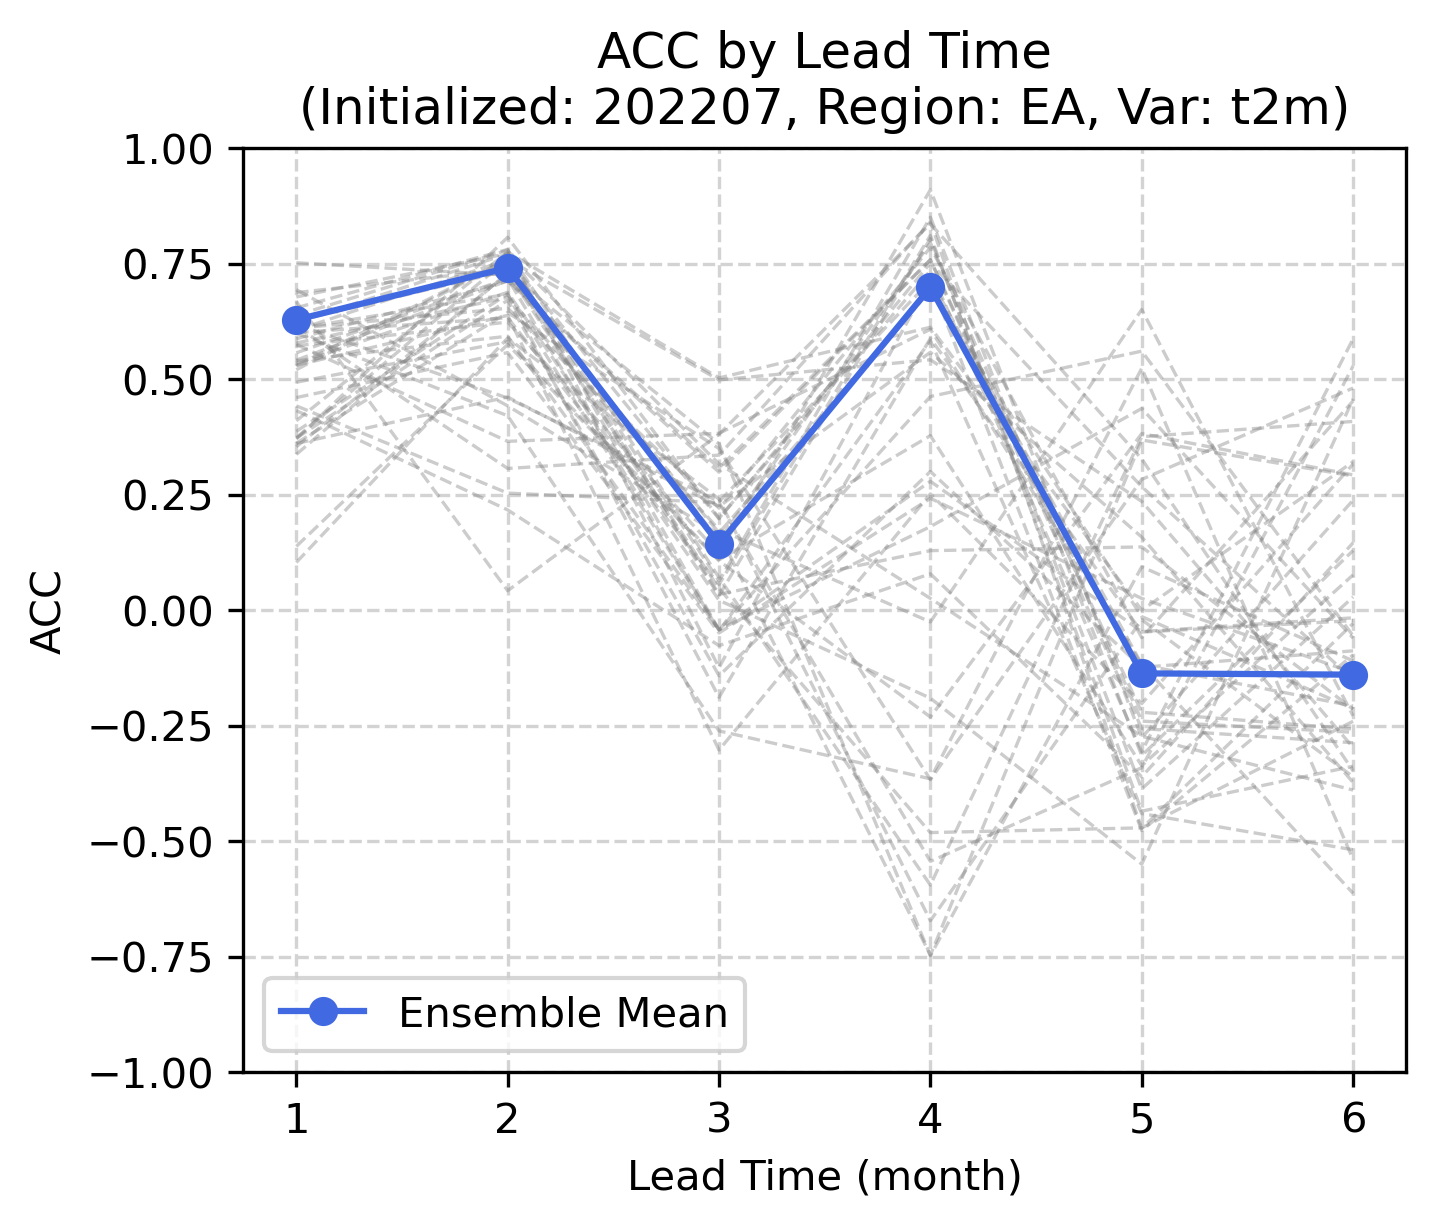 ACC by Lead Time
(Initialized: 202207, Region: EA, Var: t2m)
1.00
0.75
0.50
0.25
0.00
−0.25
−0.50
−0.75
−1.00
ACC
Ensemble Mean
1 2 3 4 5 6
Lead Time (month)